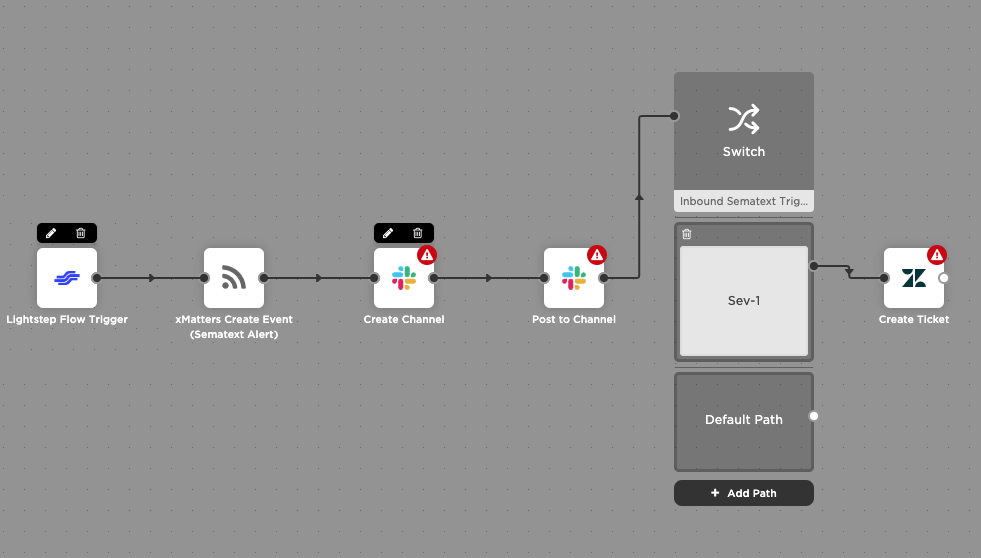 Switch
Inbound Sematext Trig...
Lightstep Flow Trigger
xMatters Create Event
(Sematext Alert)
Create Channel
Post to Channel
Sev-1
Create Ticket
Default Path
+ Add Path